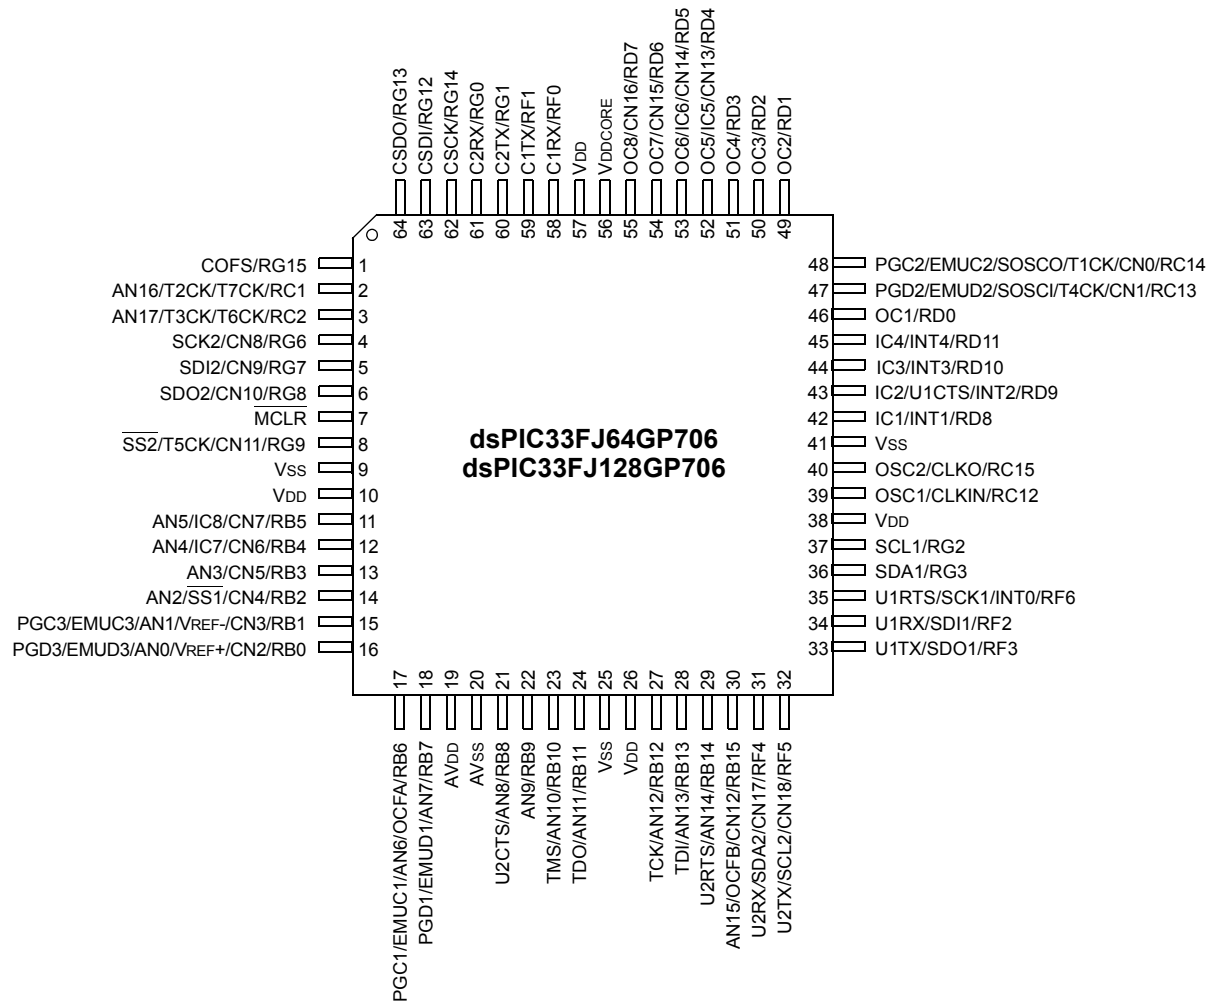 CSDO/RG13
CSDI/RG12
CSCK/RG14
C2RX/RG0
C2TX/RG1
C1TX/RF1
C1RX/RF0
VDD
VDDCORE
OC8/CN16/RD7
OC7/CN15/RD6
OC6/IC6/CN14/RD5
OC5/IC5/CN13/RD4
OC4/RD3
OC3/RD2
OC2/RD1
64
63
62
61
60
59
58
57
56
55
54
53
52
51
50
49
COFS/RG15 1
AN16/T2CK/T7CK/RC1 2
AN17/T3CK/T6CK/RC2 3
SCK2/CN8/RG6 4
SDI2/CN9/RG7 5
SDO2/CN10/RG8 6
MCLR 7
SS2/T5CK/CN11/RG9 8
VSS 9
VDD 10
AN5/IC8/CN7/RB5 11
AN4/IC7/CN6/RB4 12
AN3/CN5/RB3 13
AN2/SS1/CN4/RB2 14
PGC3/EMUC3/AN1/VREF-/CN3/RB1 15
PGD3/EMUD3/AN0/VREF+/CN2/RB0 16
dsPIC33FJ64GP706
dsPIC33FJ128GP706
48 PGC2/EMUC2/SOSCO/T1CK/CN0/RC14
47 PGD2/EMUD2/SOSCI/T4CK/CN1/RC13
46 OC1/RD0
45 IC4/INT4/RD11
44 IC3/INT3/RD10
43 IC2/U1CTS/INT2/RD9
42 IC1/INT1/RD8
41 VSS
40 OSC2/CLKO/RC15
39 OSC1/CLKIN/RC12
38 VDD
37 SCL1/RG2
36 SDA1/RG3
35 U1RTS/SCK1/INT0/RF6
34 U1RX/SDI1/RF2
33 U1TX/SDO1/RF3
17
18
19
20
21
22
23
24
25
26
27
28
29
30
31
32
PGC1/EMUC1/AN6/OCFA/RB6
PGD1/EMUD1/AN7/RB7
AVDD
AVSS
U2CTS/AN8/RB8
AN9/RB9
TMS/AN10/RB10
TDO/AN11/RB11
VSS
VDD
TCK/AN12/RB12
TDI/AN13/RB13
U2RTS/AN14/RB14
AN15/OCFB/CN12/RB15
U2RX/SDA2/CN17/RF4
U2TX/SCL2/CN18/RF5